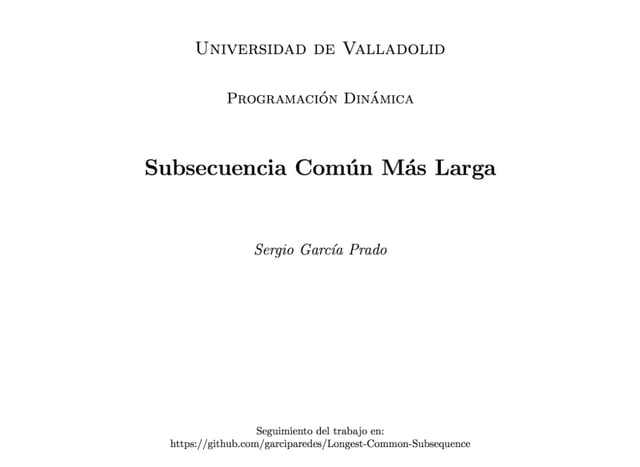 Universidad de Valladolid
Programación Dinámica
Subsecuencia Común Más Larga
Sergio García Prado
Seguimiento del trabajo en:
https://github.com/garciparedes/Longest-Common-Subsequence